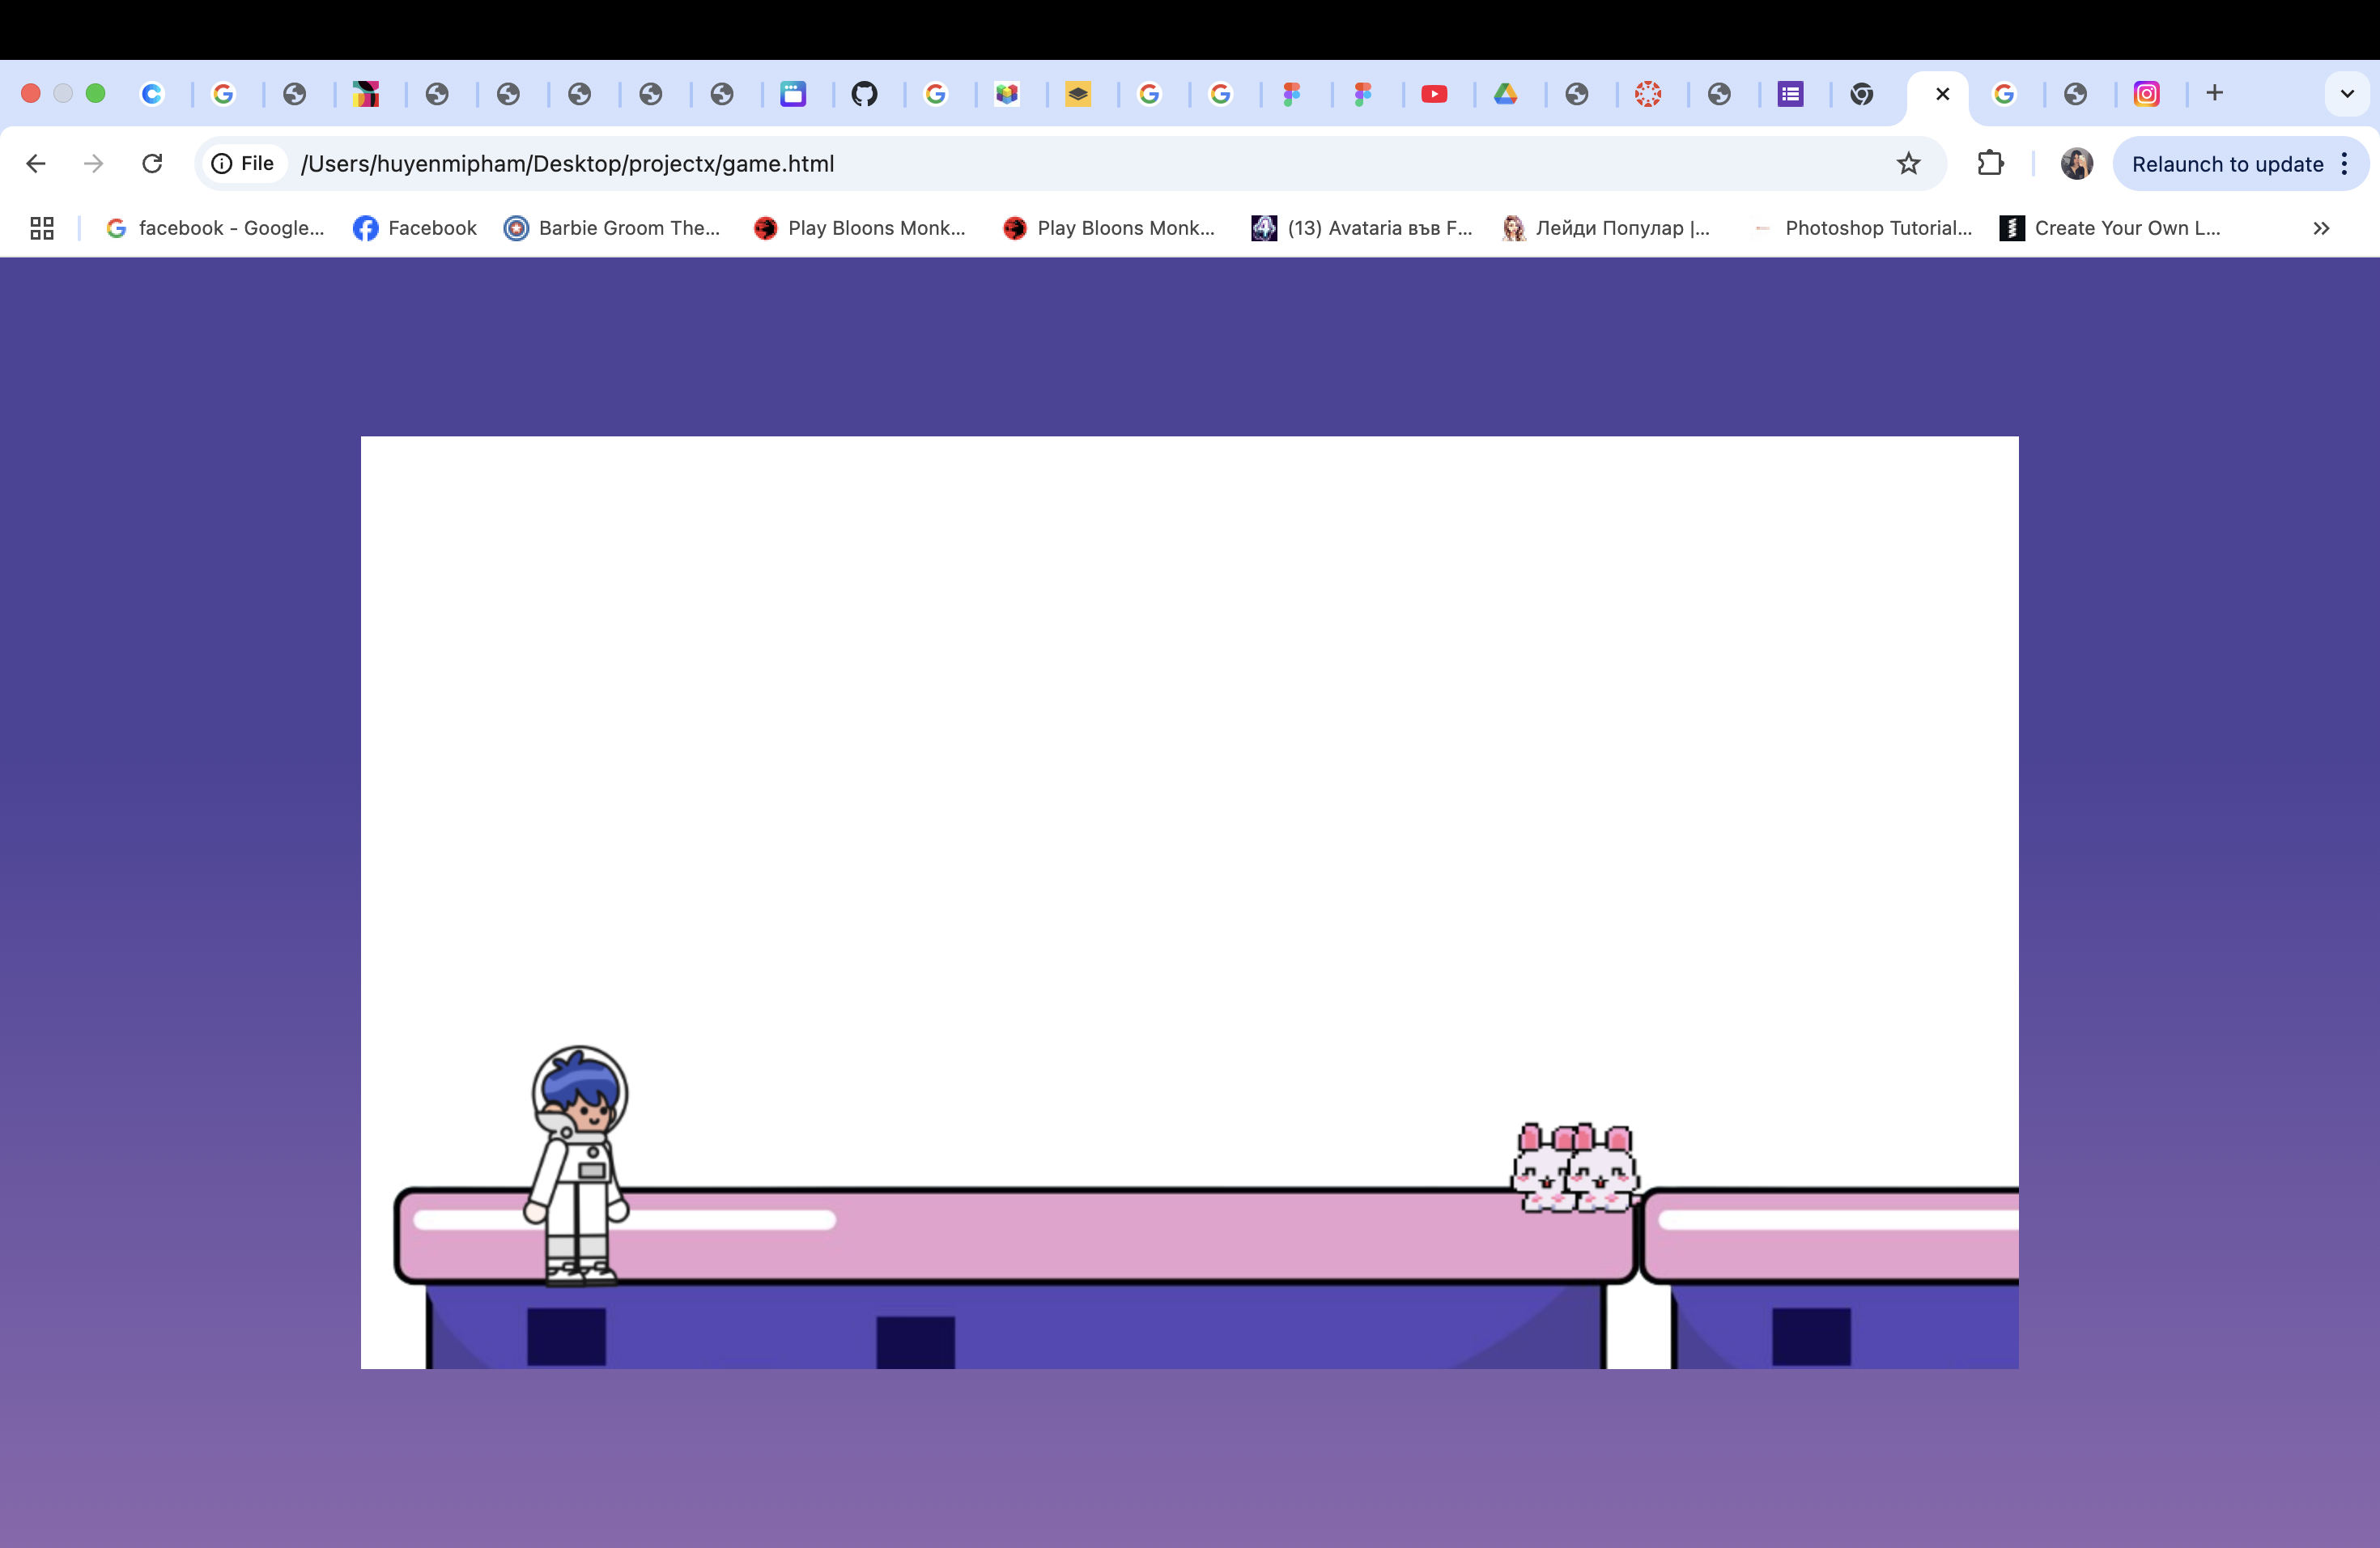 File /Users/huyenmipham/Desktop/projectx/game.html Relaunch to update
facebook - Google... Facebook Barbie Groom The... Play Bloons Monk... Play Bloons Monk... (13) Avataria във F... Лейди Популар |... Photoshop Tutorial... Create Your Own L...